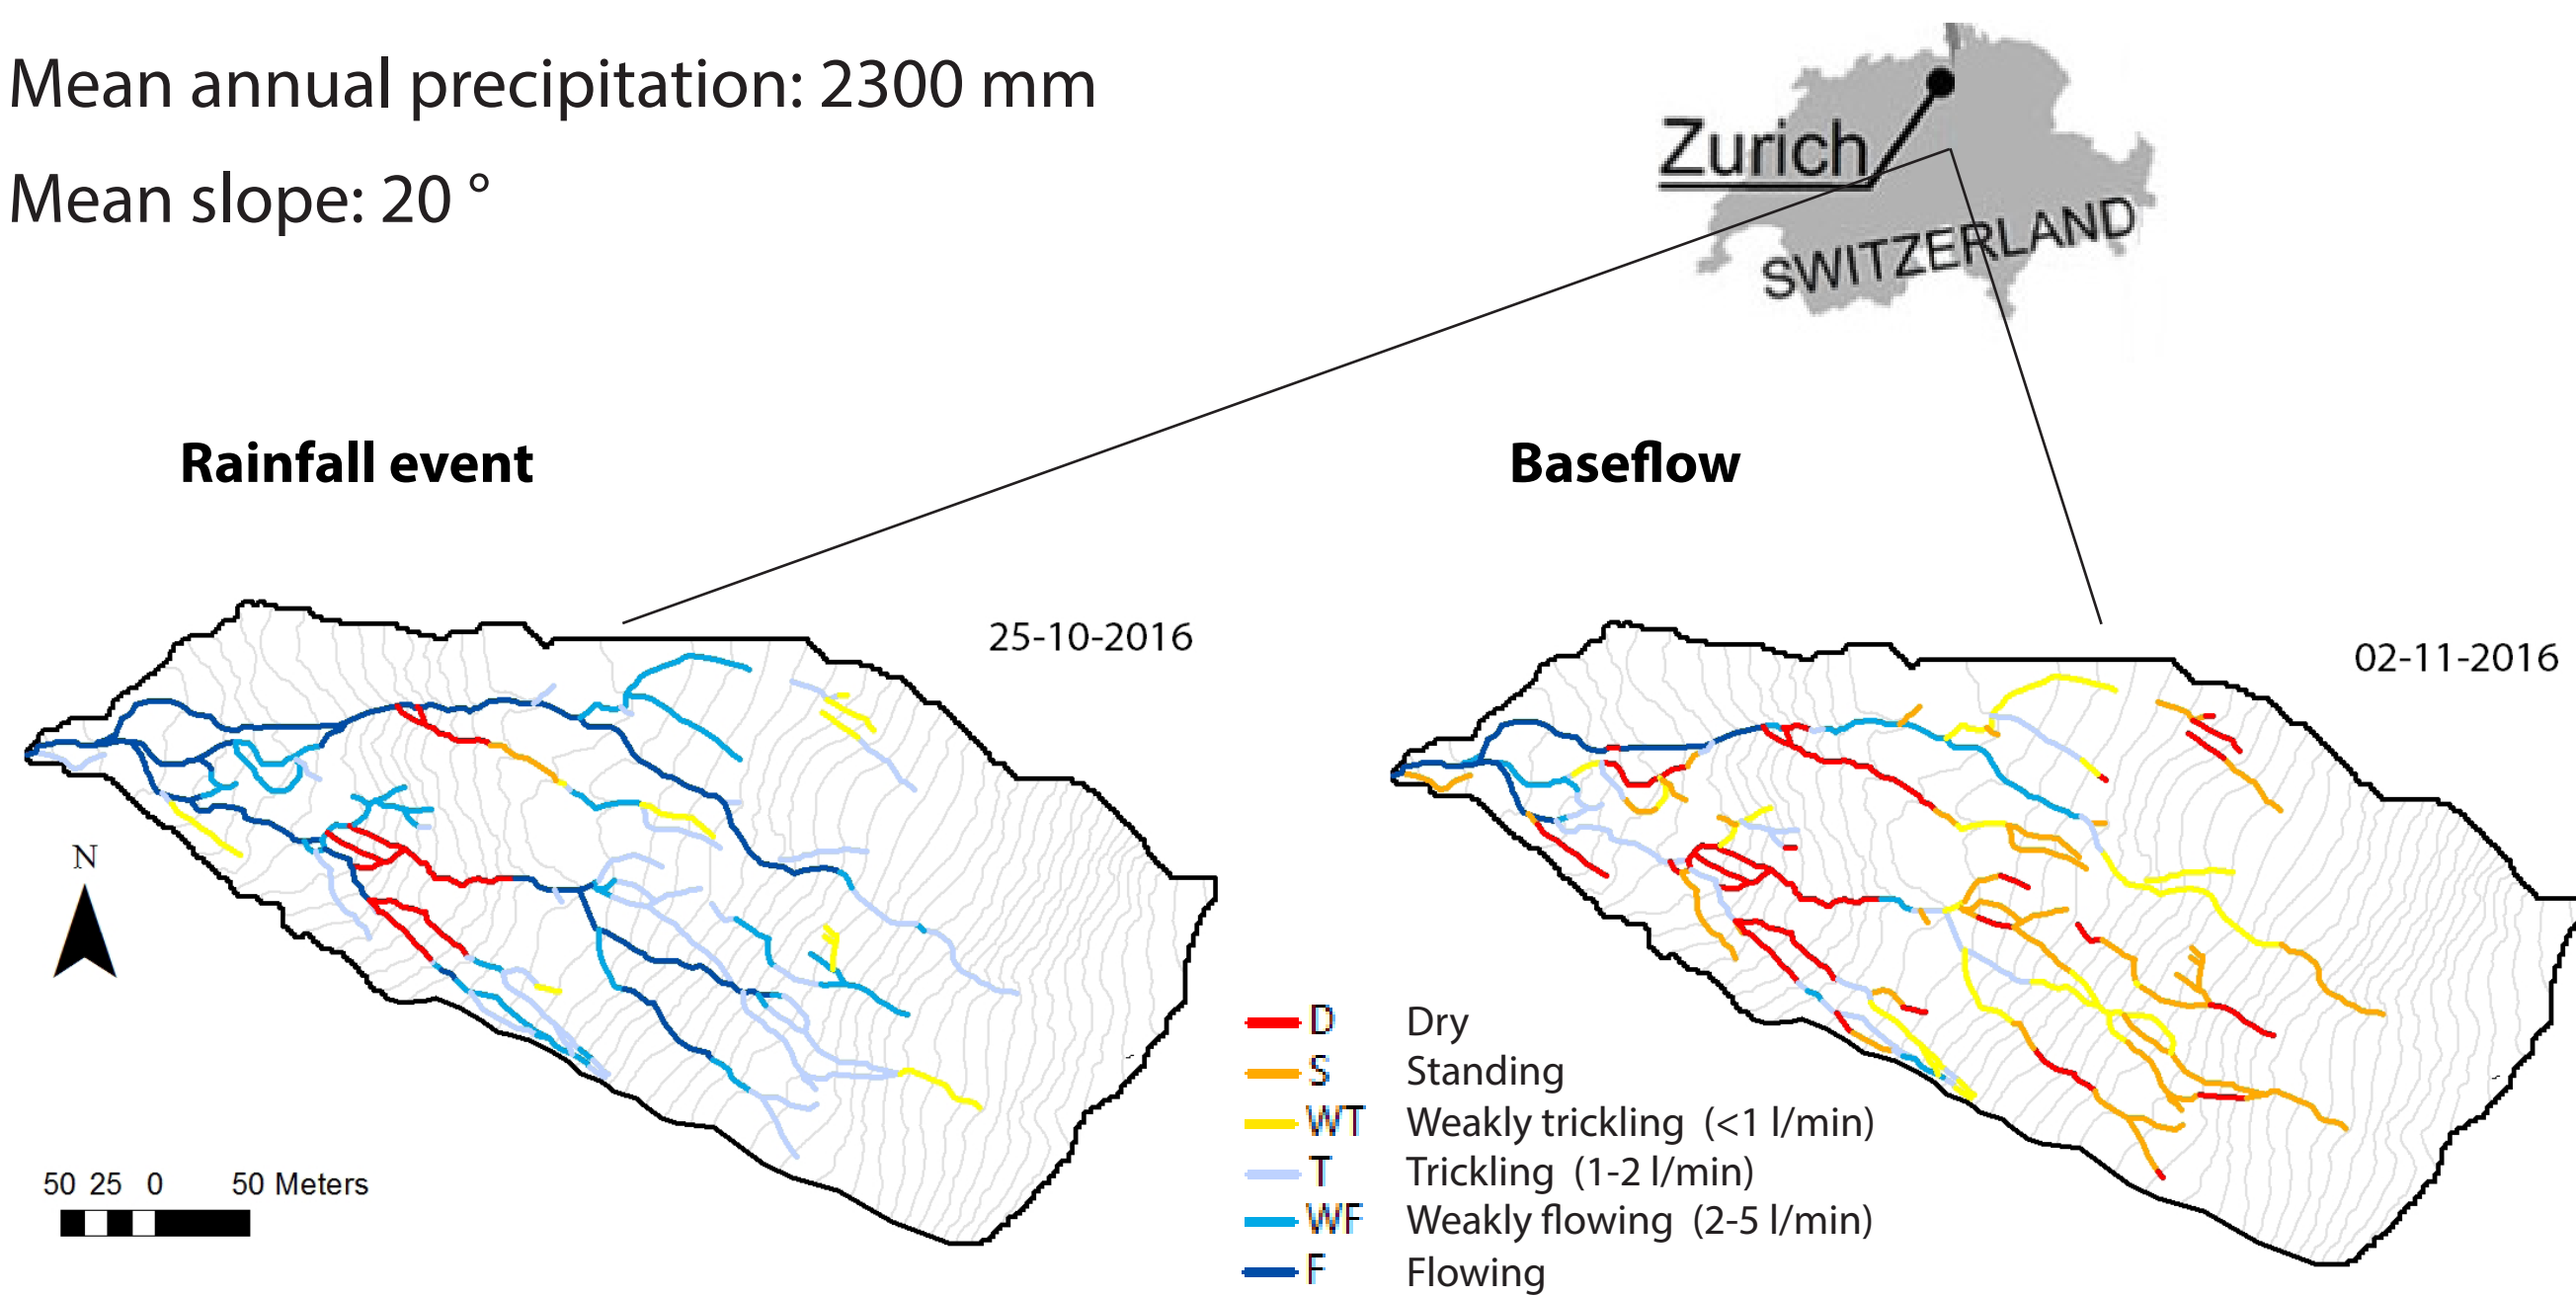 Mean annual precipitation: 2300 mm
Mean slope: 20 °
Zurich
SWITZERLAND
Rainfall event
Baseflow
25-10-2016
02-11-2016
N
50 25 0 50 Meters
D Dry
S Standing
WT Weakly trickling (<1 l/min)
T Trickling (1-2 l/min)
WF Weakly flowing (2-5 l/min)
F Flowing